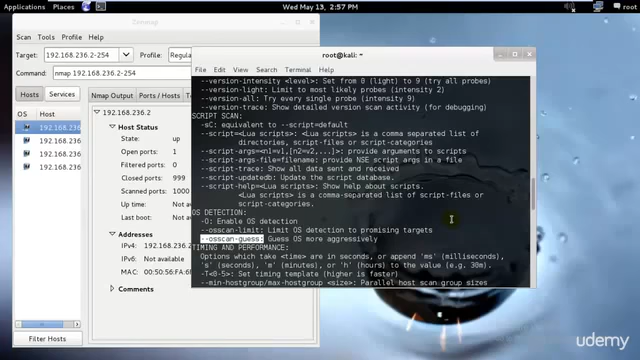 Applications Places Wed May 13, 2:57 PM root
Zenmap
Scan Tools Profile Help
Target: 192.168.236.2-254 Profile: Regula
Command: nmap 192.168.236.2-254
Hosts Services
OS Host
192.168.236
192.168.236
192.168.236
192.168.236
Filter Hosts
Nmap Output Ports / Hosts
192.168.236.2
Host Status
State: up
Open ports: 1
Filtered ports: 0
Closed ports: 999
Scanned ports: 1000
Up time: Not av
Last boot: Not av
Addresses
IPv4: 192.168.236.2
IPv6: Not available
MAC: 00:50:56:F
Comments
root@kali: ~
File Edit View Search Terminal Help
--version-intensity <level>: Set from 0 (light) to 9 (try all probes)
--version-light: Limit to most likely probes (intensity 2)
--version-all: Try every single probe (intensity 9)
--version-trace: Show detailed version scan activity (for debugging)
SCRIPT SCAN:
-sC: equivalent to --script=default
--script=<Lua scripts>: <Lua scripts> is a comma separated list of
directories, script-files or script-categories
--script-args=<n1=v1,[n2=v2,...]>: provide arguments to scripts
--script-args-file=filename: provide NSE script args in a file
--script-trace: Show all data sent and received
--script-updatedb: Update the script database.
--script-help=<Lua scripts>: Show help about scripts.
<Lua scripts> is a comma-separated list of script-files or
script-categories.
OS DETECTION:
-O: Enable OS detection
--osscan-limit: Limit OS detection to promising targets
--osscan-guess: Guess OS more aggressively
TIMING AND PERFORMANCE:
Options which take <time> are in seconds, or append 'ms' (milliseconds),
's' (seconds), 'm' (minutes), or 'h' (hours) to the value (e.g. 30m).
-T<0-5>: Set timing template (higher is faster)
--min-hostgroup/max-hostgroup <size>: Parallel host scan group sizes
udemy